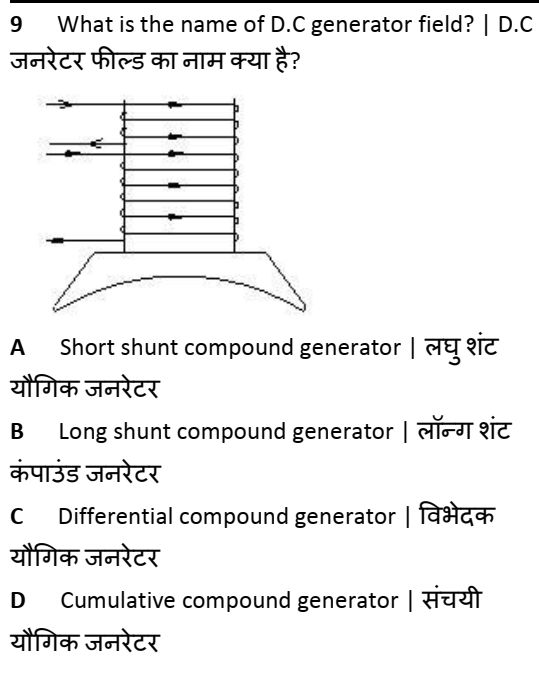 9 What is the name of D.C generator field? | D.C
जनरेटर फील्ड का नाम क्या है?
A Short shunt compound generator | लघु शंट
यौगिक जनरेटर
B Long shunt compound generator | लॉन्ग शंट
कंपाउंड जनरेटर
C Differential compound generator | विभेदक
यौगिक जनरेटर
D Cumulative compound generator | संचयी
यौगिक जनरेटर